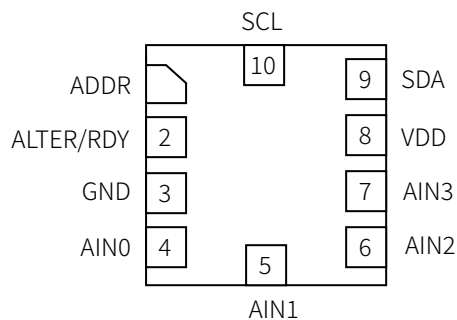 SCL
10
ADDR
9 SDA
ALTER/RDY 2
8 VDD
GND 3
7 AIN3
AIN0 4
6 AIN2
5
AIN1